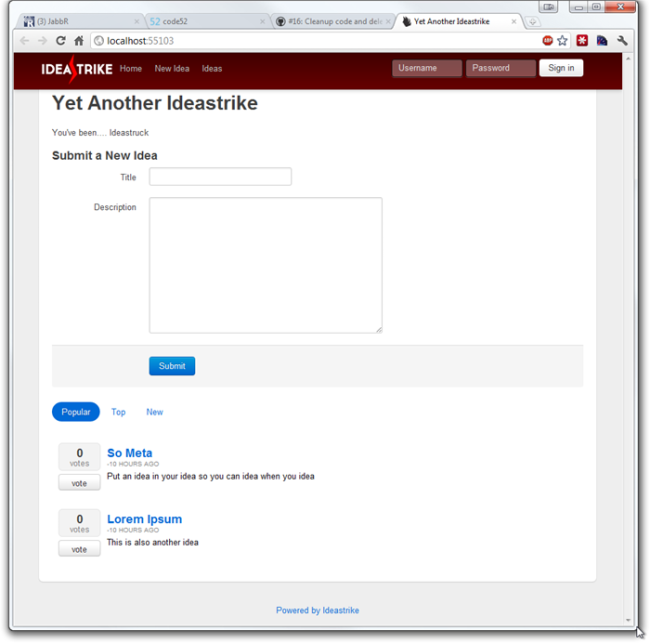 (3) JabbR
S2 code52
#16: Cleanup code and del
Yet Another Ideastrike
localhost:55103
IDEASTRIKE
Home
New Idea
Ideas
Username
Password
Sign in
Yet Another Ideastrike
You've been.... Ideastruck
Submit a New Idea
Title
Description
Submit
Popular
Top
New
0
votes
vote
So Meta
-10 HOURS AGO
Put an idea in your idea so you can idea when you idea
0
votes
vote
Lorem Ipsum
-10 HOURS AGO
This is also another idea
Powered by Ideastrike